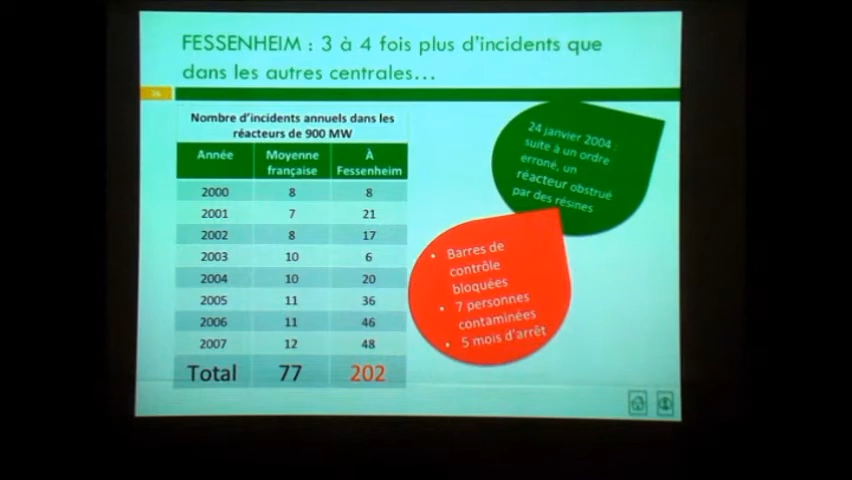 FESSENHEIM : 3 à 4 fois plus d'incidents que
dans les autres centrales…
Nombre d'incidents annuels dans les
réacteurs de 900 MW
Année Moyenne française À Fessenheim
2000 8 8
2001 7 21
2002 8 17
2003 10 6
2004 10 20
2005 11 36
2006 11 46
2007 12 48
Total 77 202
24 janvier 2004 :
suite à un ordre
erroné, un
réacteur obstrué
par des résines
• Barres de
contrôle
bloquées
• 7 personnes
contaminées
• 5 mois d'arrêt